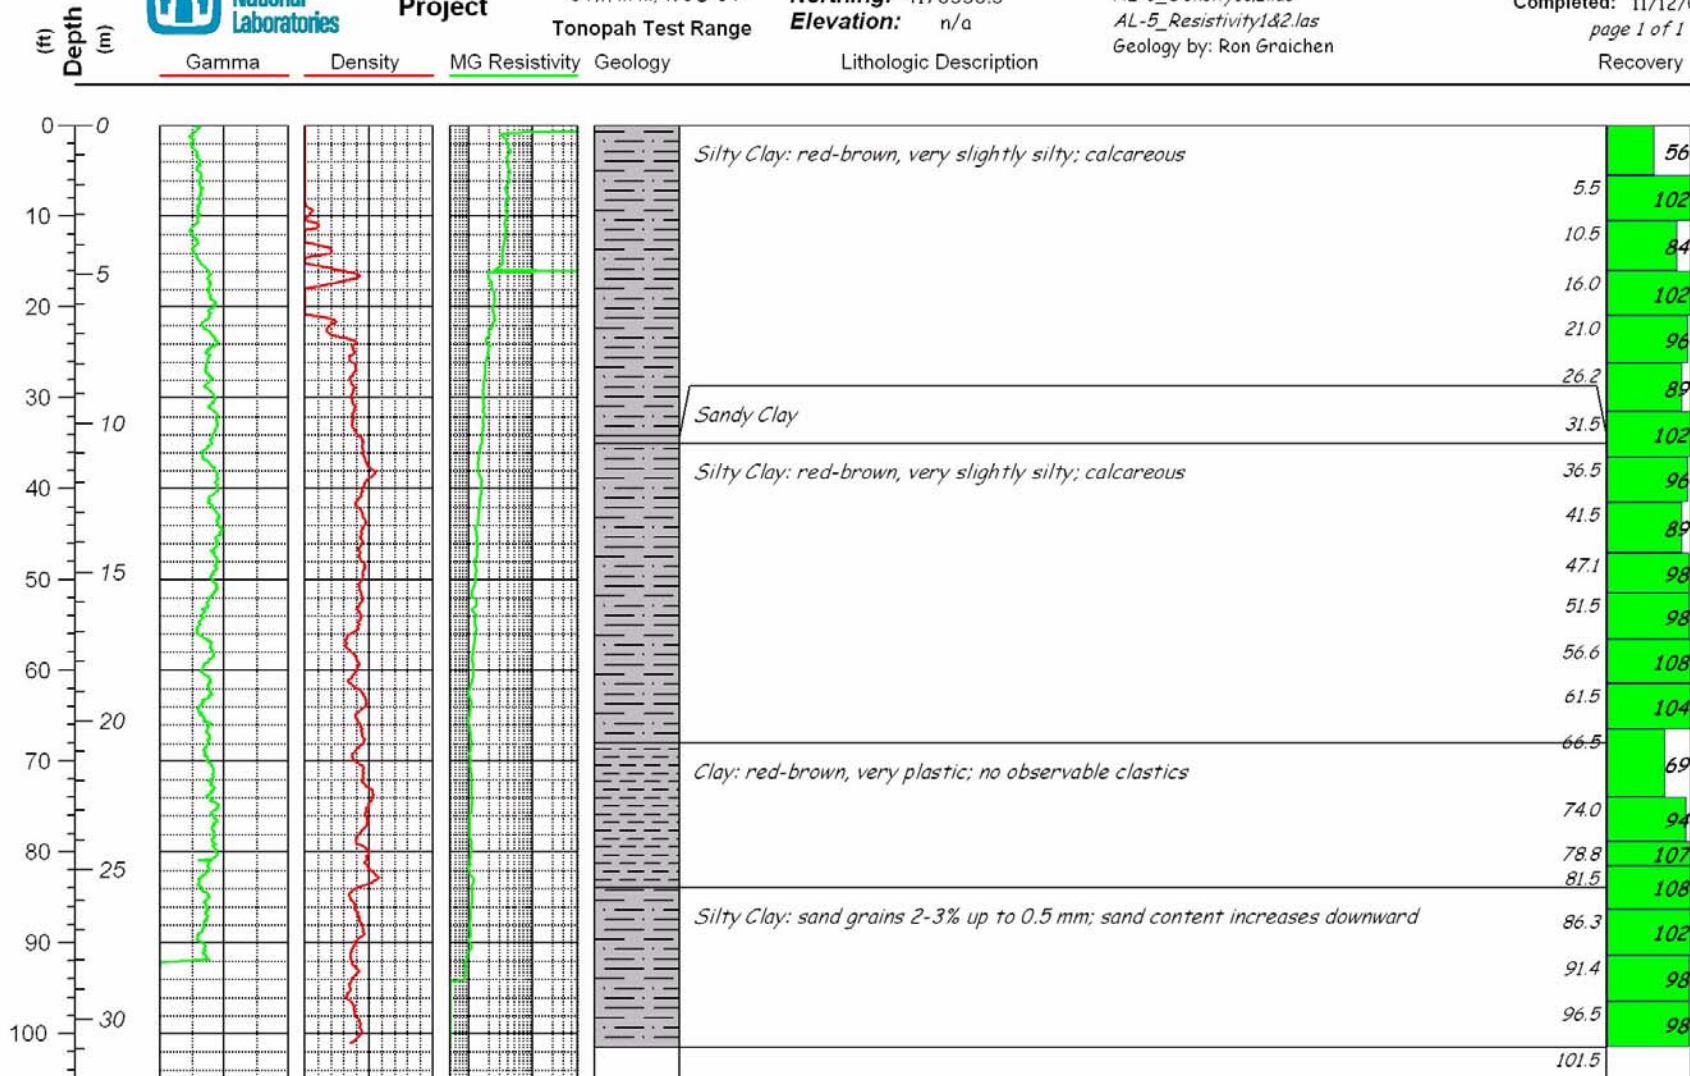 National
Laboratories
Project
Tonopah Test Range
Northing:
Elevation: n/a
AL-5_Resistivity1&2.las
Geology by: Ron Graichen
Completed: 11/12/
page 1 of 1
Depth
(ft)
(m)
Gamma
Density
MG Resistivity
Geology
Lithologic Description
Recovery
0
10
20
30
40
50
60
70
80
90
100
0
5
10
15
20
25
30
Silty Clay: red-brown, very slightly silty; calcareous
Sandy Clay
Silty Clay: red-brown, very slightly silty; calcareous
Clay: red-brown, very plastic; no observable clastics
Silty Clay: sand grains 2-3% up to 0.5 mm; sand content increases downward
5.5
10.5
16.0
21.0
26.2
31.5
36.5
41.5
47.1
51.5
56.6
61.5
66.5
74.0
78.8
81.5
86.3
91.4
96.5
101.5
56
102
84
102
96
89
102
96
89
98
98
108
104
69
94
107
108
102
98
98